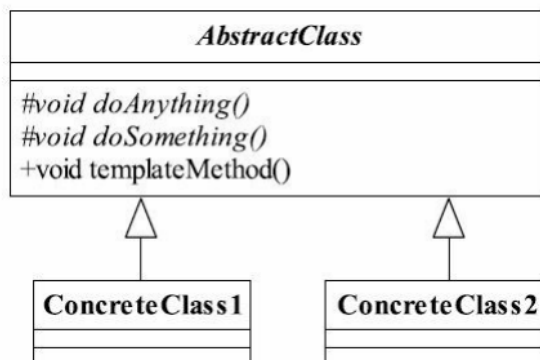 AbstractClass
#void doAnything()
#void doSomething()
+void templateMethod()
ConcreteClass1
ConcreteClass2